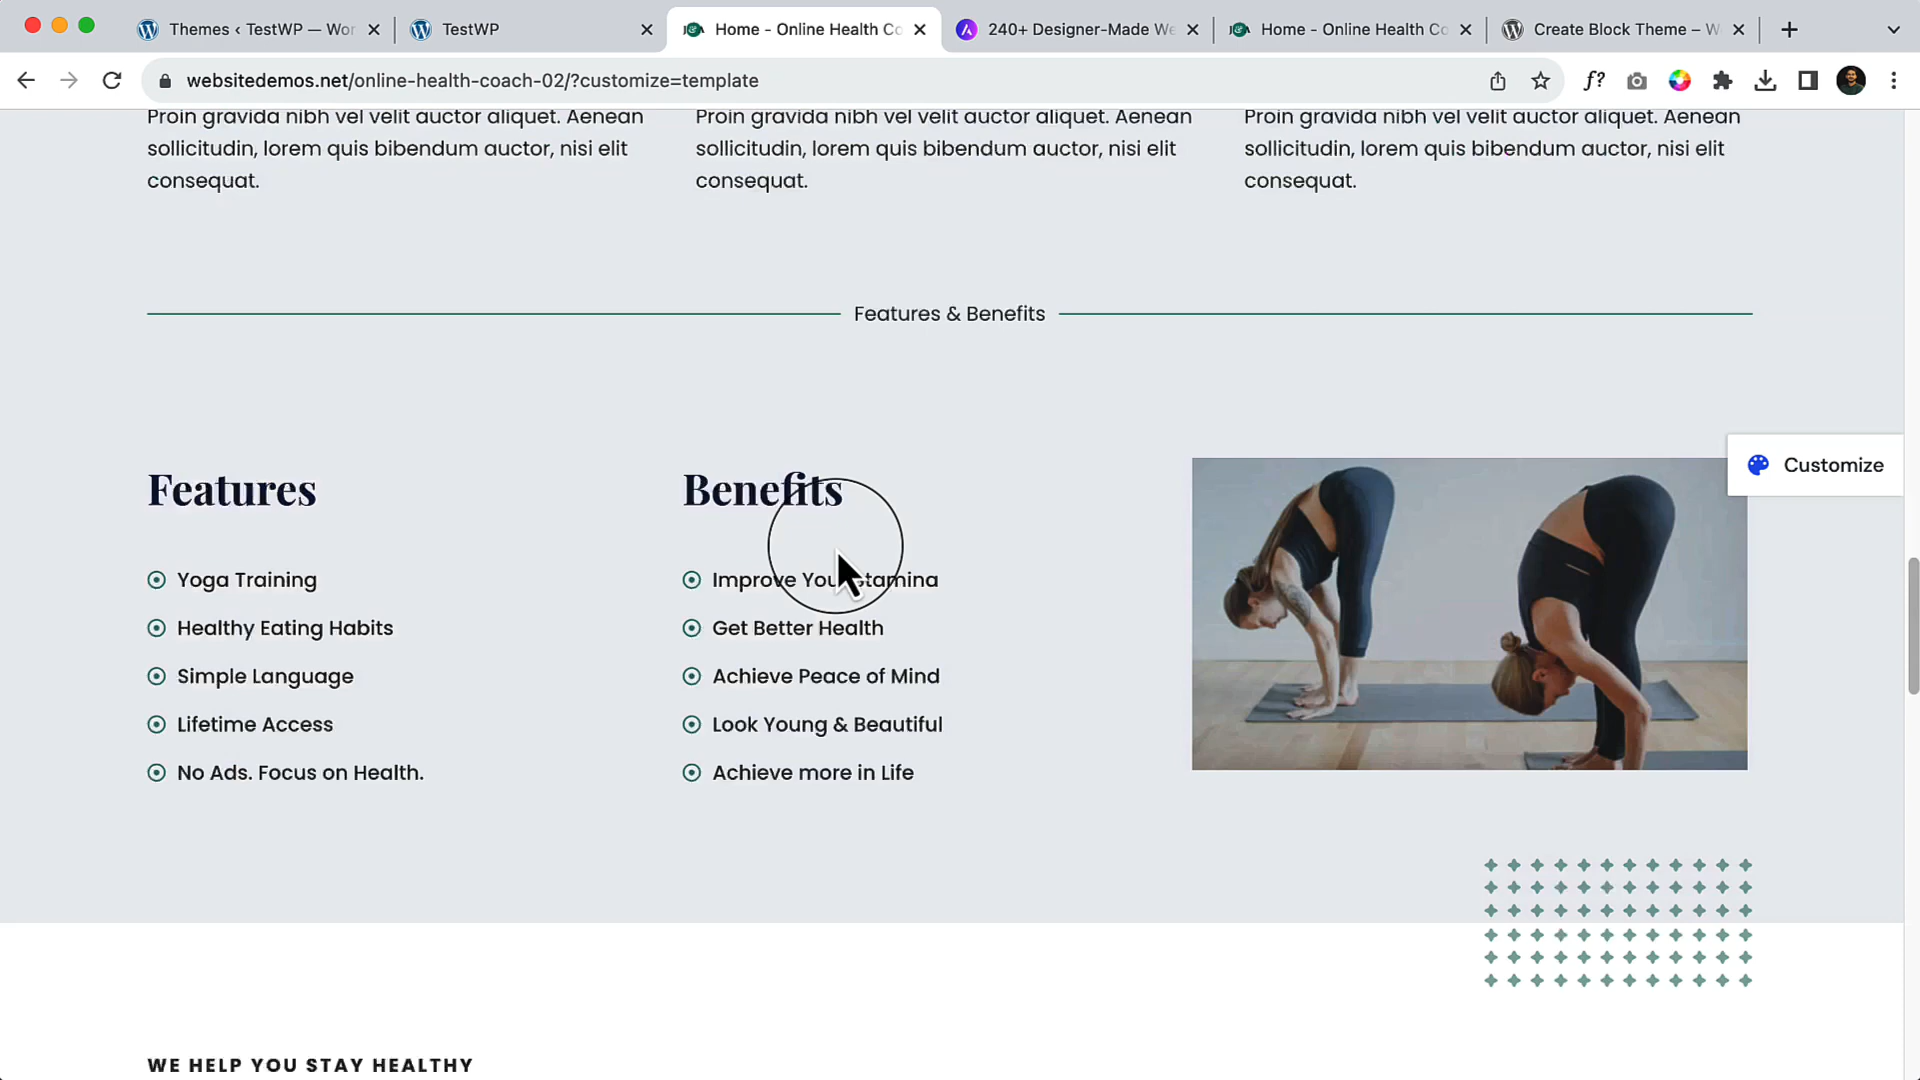 Themes ‹ TestWP — Wor
TestWP
Home - Online Health Co
240+ Designer-Made We
Home - Online Health Co
Create Block Theme – W
websitedemos.net/online-health-coach-02/?customize=template
f?
Proin gravida nibh vel velit auctor aliquet. Aenean
sollicitudin, lorem quis bibendum auctor, nisi elit
consequat.
Proin gravida nibh vel velit auctor aliquet. Aenean
sollicitudin, lorem quis bibendum auctor, nisi elit
consequat.
Proin gravida nibh vel velit auctor aliquet. Aenean
sollicitudin, lorem quis bibendum auctor, nisi elit
consequat.
Features & Benefits
Customize
Features
Yoga Training
Healthy Eating Habits
Simple Language
Lifetime Access
No Ads. Focus on Health.
Benefits
Improve Your Stamina
Get Better Health
Achieve Peace of Mind
Look Young & Beautiful
Achieve more in Life
WE HELP YOU STAY HEALTHY